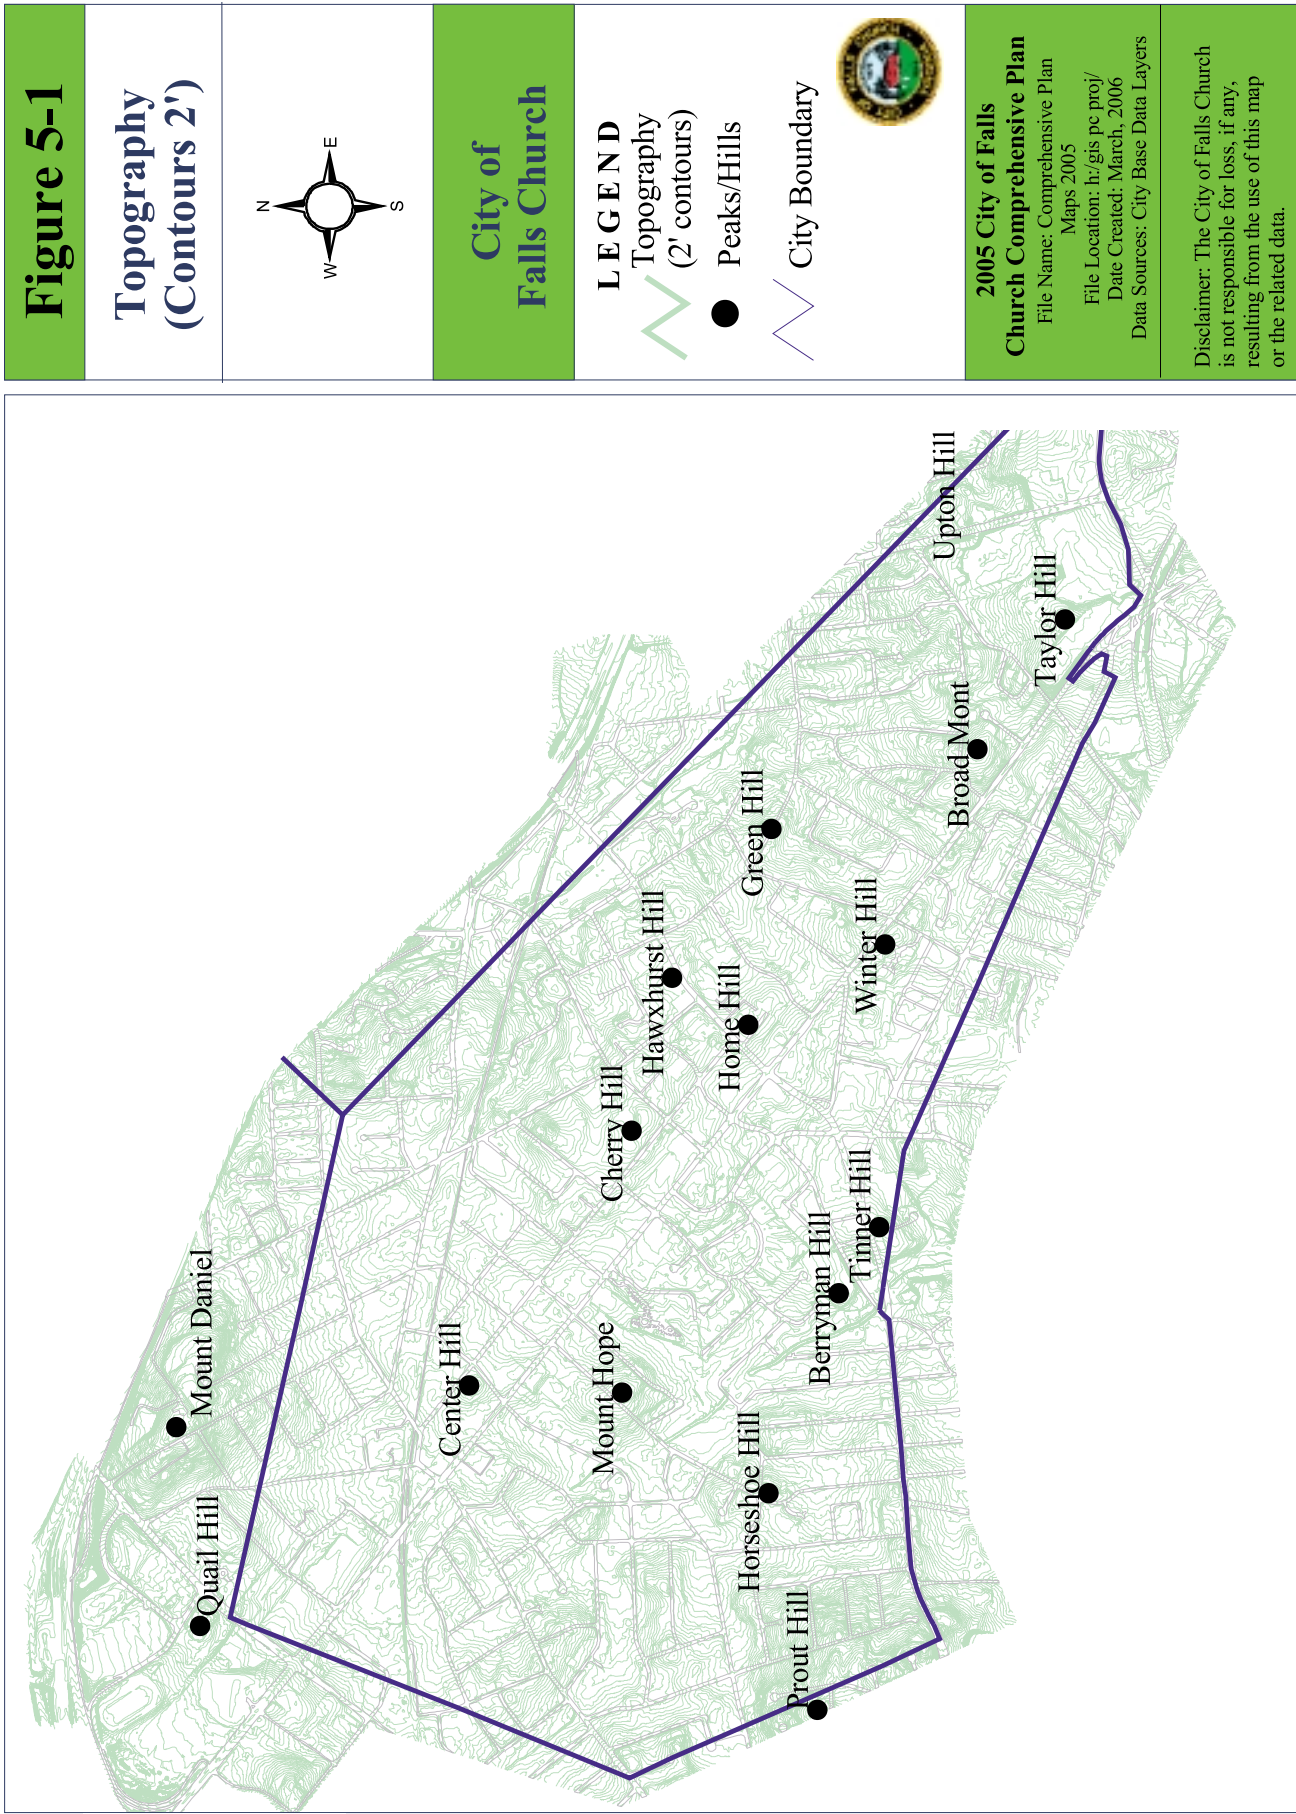 Figure 5-1
Topography
(Contours 2')
N
W
E
S
City of
Falls Church
LEGEND
Topography
(2' contours)
Peaks/Hills
City Boundary
2005 City of Falls
Church Comprehensive Plan
File Name: Comprehensive Plan
Maps 2005
File Location: h:/gis pc proj/
Date Created: March, 2006
Data Sources: City Base Data Layers
Disclaimer: The City of Falls Church
is not responsible for loss, if any,
resulting from the use of this map
or the related data.
Mount Daniel
Quail Hill
Center Hill
Mount Hope
Cherry Hill
Hawxhurst Hill
Home Hill
Green Hill
Winter Hill
Upton Hill
Broad Mont
Taylor Hill
Tinner Hill
Berryman Hill
Horseshoe Hill
Prout Hill